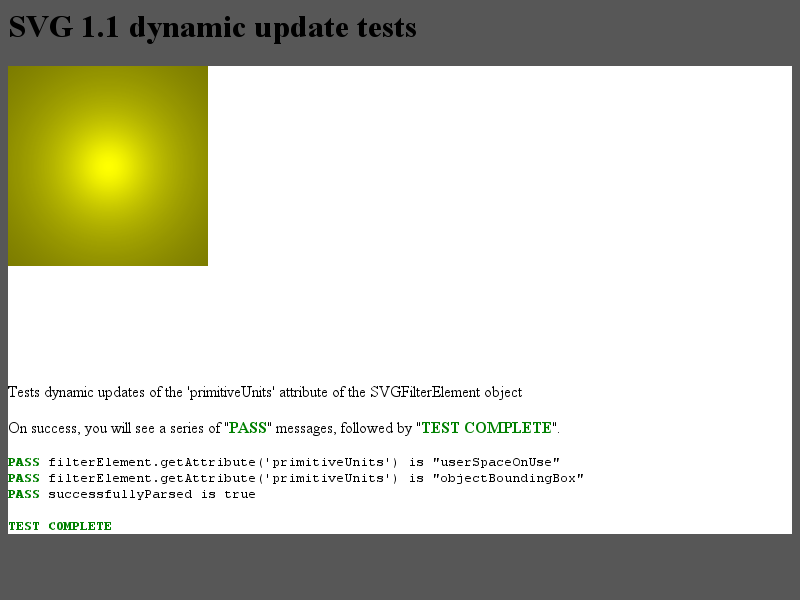 SVG 1.1 dynamic update tests
Tests dynamic updates of the 'primitiveUnits' attribute of the SVGFilterElement object
On success, you will see a series of "PASS" messages, followed by "TEST COMPLETE".
PASS filterElement.getAttribute('primitiveUnits') is "userSpaceOnUse"
PASS filterElement.getAttribute('primitiveUnits') is "objectBoundingBox"
PASS successfullyParsed is true
TEST COMPLETE